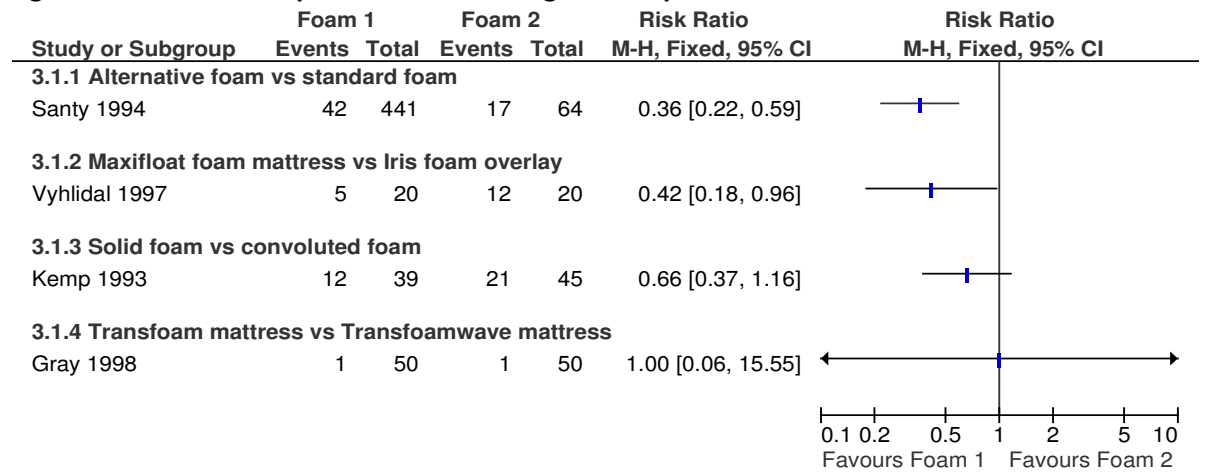 Foam 1 Foam 2 Risk Ratio Risk Ratio
Study or Subgroup Events Total Events Total M-H, Fixed, 95% CI M-H, Fixed, 95% CI
3.1.1 Alternative foam vs standard foam
Santy 1994 42 441 17 64 0.36 [0.22, 0.59]
3.1.2 Maxifloat foam mattress vs Iris foam overlay
Vyhlidal 1997 5 20 12 20 0.42 [0.18, 0.96]
3.1.3 Solid foam vs convoluted foam
Kemp 1993 12 39 21 45 0.66 [0.37, 1.16]
3.1.4 Transfoam mattress vs Transfoamwave mattress
Gray 1998 1 50 1 50 1.00 [0.06, 15.55]
0.1 0.2 0.5 1 2 5 10
Favours Foam 1 Favours Foam 2